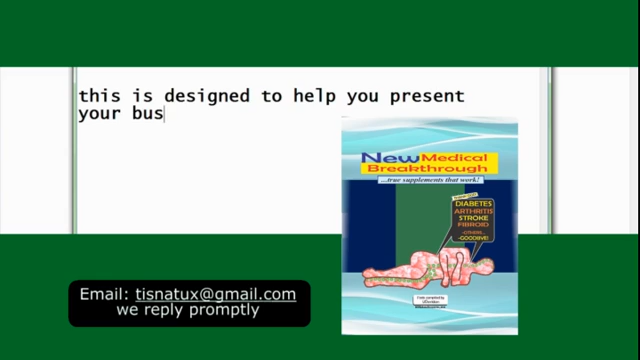 this is designed to help you present
your bus
New Medical
Breakthrough
...true supplements that work!
DIABETES
ARTHRITIS
STROKE
FIBROID
-OTHERS...
-GOODBYE!
Email: tisnatux@gmail.com
we reply promptly